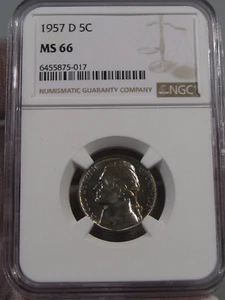 1957 D 5C
MS 66
6455875-017
NUMISMATIC GUARANTY COMPANY
NGC